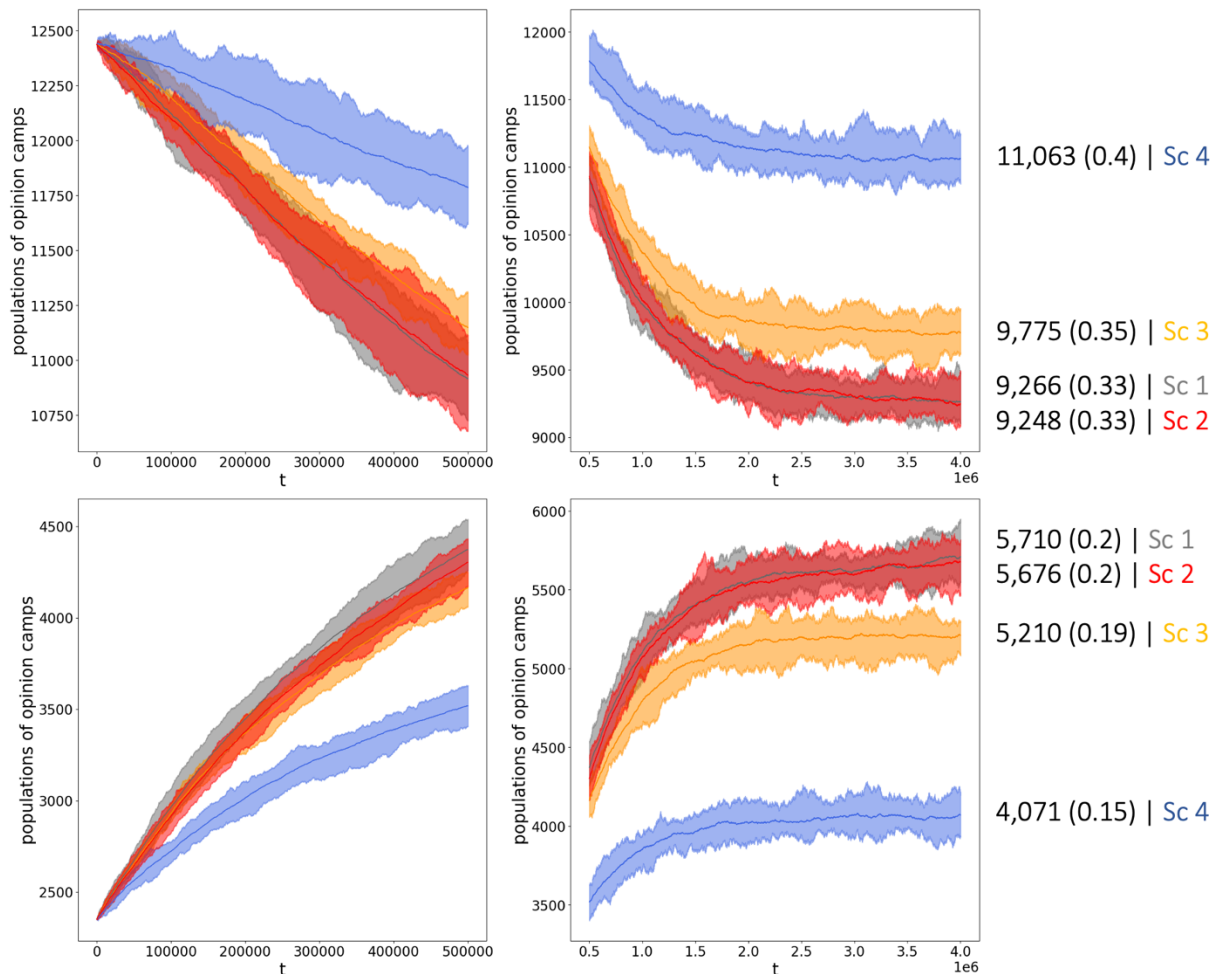 populations of opinion camps
12500
12250
12000
11750
11500
11250
11000
10750
0 100000 200000 300000 400000 500000
t
populations of opinion camps
12000
11500
11000
10500
10000
9500
9000
0.5 1.0 1.5 2.0 2.5 3.0 3.5 4.0
t
1e6
11,063 (0.4) | Sc 4
9,775 (0.35) | Sc 3
9,266 (0.33) | Sc 1
9,248 (0.33) | Sc 2
populations of opinion camps
4500
4000
3500
3000
2500
0 100000 200000 300000 400000 500000
t
populations of opinion camps
6000
5500
5000
4500
4000
3500
0.5 1.0 1.5 2.0 2.5 3.0 3.5 4.0
t
1e6
5,710 (0.2) | Sc 1
5,676 (0.2) | Sc 2
5,210 (0.19) | Sc 3
4,071 (0.15) | Sc 4